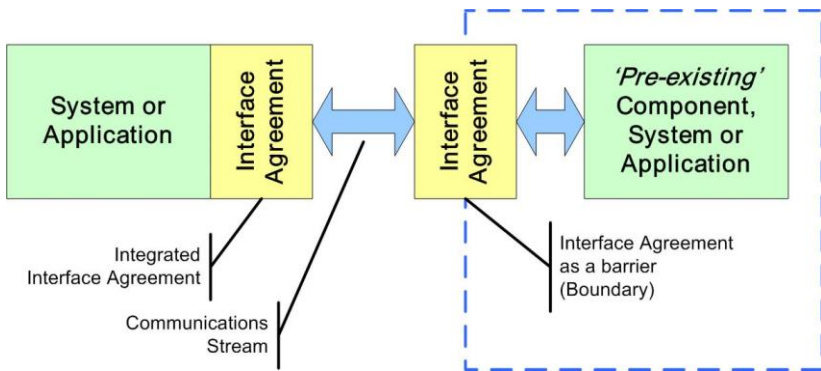 System or
Application
Interface
Agreement
Interface
Agreement
'Pre-existing'
Component,
System or
Application
Integrated
Interface Agreement
Communications
Stream
Interface Agreement
as a barrier
(Boundary)